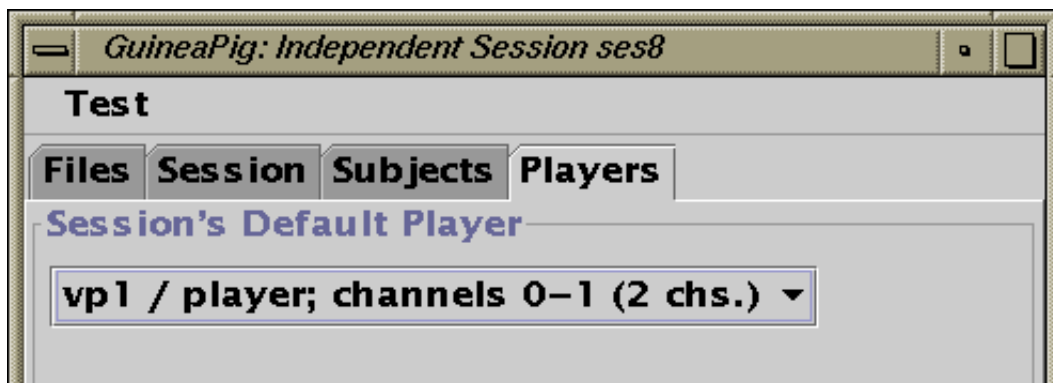 GuineaPig: Independent Session ses8
Test
Files Session Subjects Players
Session's Default Player
vp1 / player; channels 0–1 (2 chs.)